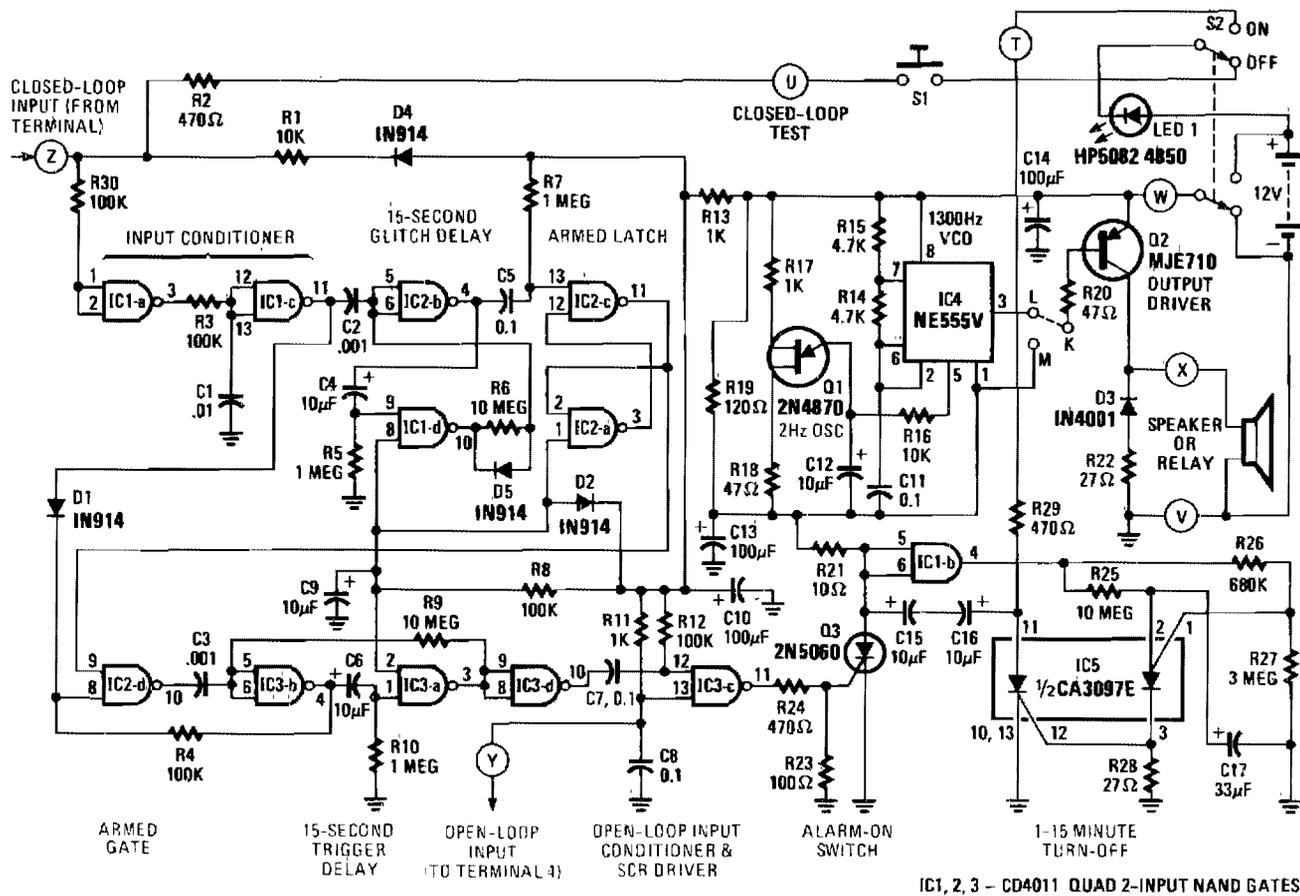 S2 ON
OFF
T
CLOSED-LOOP
INPUT (FROM
TERMINAL)
Z
R2
470Ω
R1
10K
D4
IN914
U
CLOSED-LOOP
TEST
S1
LED 1
HP5082 4850
C14
100µF
+
W
+
12V
−
R30
100K
INPUT CONDITIONER
15-SECOND
GLITCH DELAY
R7
1 MEG
ARMED LATCH
R13
1K
R15
4.7K
1300Hz
VCO
8
Q2
MJE710
OUTPUT
DRIVER
1
2
IC1-a
3
R3
100K
12
13
IC1-c
11
C2
.001
5
6
IC2-b
4
C5
0.1
13
12
IC2-c
11
R17
1K
7
R14
4.7K
6
IC4
NE555V
3
L
K
M
R20
47Ω
2
5
1
C1
.01
C4
10µF
+
R6
10 MEG
9
8
IC1-d
10
2
1
IC2-a
3
R19
120Ω
Q1
2N4870
2Hz OSC
R16
10K
X
D3
IN4001
SPEAKER
OR
RELAY
R5
1 MEG
D5
IN914
D2
IN914
R18
47Ω
C12
10µF
+
C11
0.1
R22
27Ω
V
D1
IN914
C13
100µF
+
R29
470Ω
R21
10Ω
5
6
IC1-b
4
R26
680K
C9
10µF
+
R8
100K
R9
10 MEG
R11
1K
R12
100K
C10
100µF
+
R25
10 MEG
C15
10µF
+
C16
10µF
+
9
8
IC2-d
10
C3
.001
5
6
IC3-b
4
C6
10µF
+
2
1
IC3-a
3
9
8
IC3-d
10
C7, 0.1
12
13
IC3-c
11
Q3
2N5060
R24
470Ω
11
2
1
IC5
½CA3097E
10, 13
12
3
R27
3 MEG
R4
100K
R10
1 MEG
Y
C8
0.1
R23
100Ω
R28
27Ω
C17
33µF
+
ARMED
GATE
15-SECOND
TRIGGER
DELAY
OPEN-LOOP
INPUT
(TO TERMINAL 4)
OPEN-LOOP INPUT
CONDITIONER &
SCR DRIVER
ALARM-ON
SWITCH
1-15 MINUTE
TURN-OFF
IC1, 2, 3 – CD4011 QUAD 2-INPUT NAND GATES